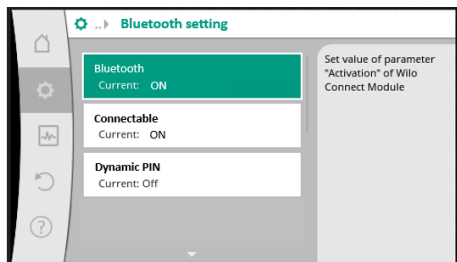 ..▸ Bluetooth setting
Bluetooth
Current: ON
Connectable
Current: ON
Dynamic PIN
Current: Off
Set value of parameter
"Activation" of Wilo
Connect Module
?